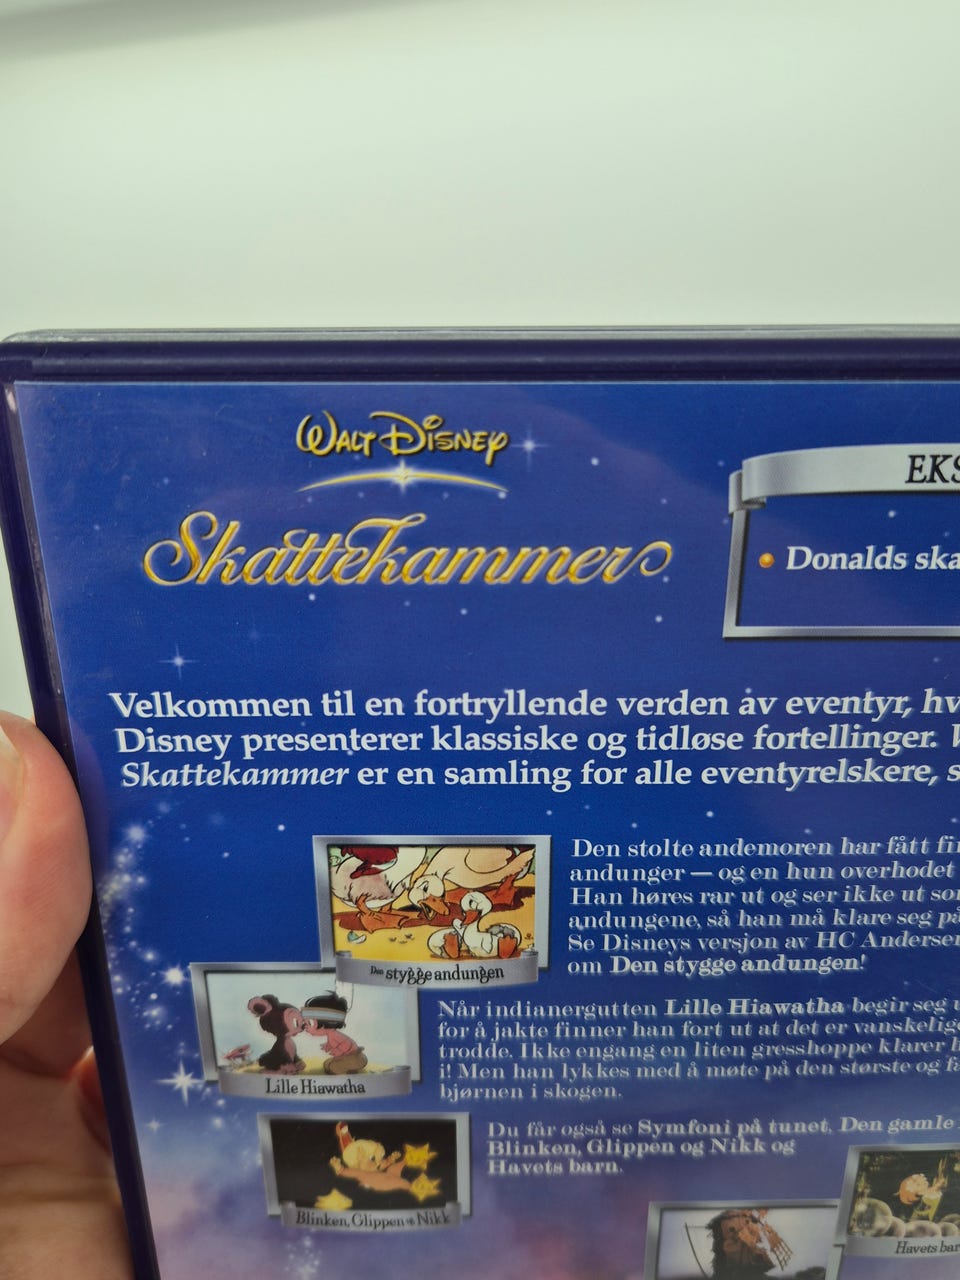 WALT DISNEY
Skattekammer
EKS
Donalds ska
Velkommen til en fortryllende verden av eventyr, hv
Disney presenterer klassiske og tidløse fortellinger.
Skattekammer er en samling for alle eventyrelskere, s
Den stolte andemoren har fått fin
andunger — og en hun overhodet
Han høres rar ut og ser ikke ut som
andungene, så han må klare seg på
Se Disneys versjon av HC Andersen
om Den stygge andungen!
Den stygge andungen
Når indianergutten Lille Hiawatha begir seg u
for å jakte finner han fort ut at det er vanskelige
trodde. Ikke engang en liten gresshoppe klarer h
i! Men han lykkes med å møte på den største og fa
bjørnen i skogen.
Lille Hiawatha
Du får også se Symfoni på tunet, Den gamle
Blinken, Glippen og Nikk og
Havets barn.
Blinken, Glippen og Nikk
Havets bar